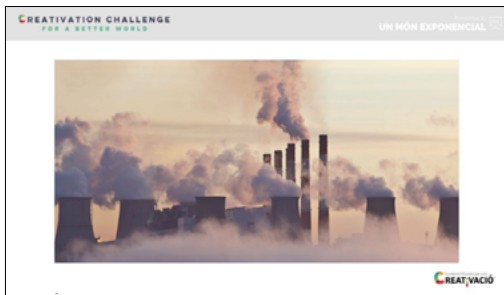 CREATIVATION CHALLENGE
FOR A BETTER WORLD
UN MÓN EXPONENCIAL
CREATIVACIÓ